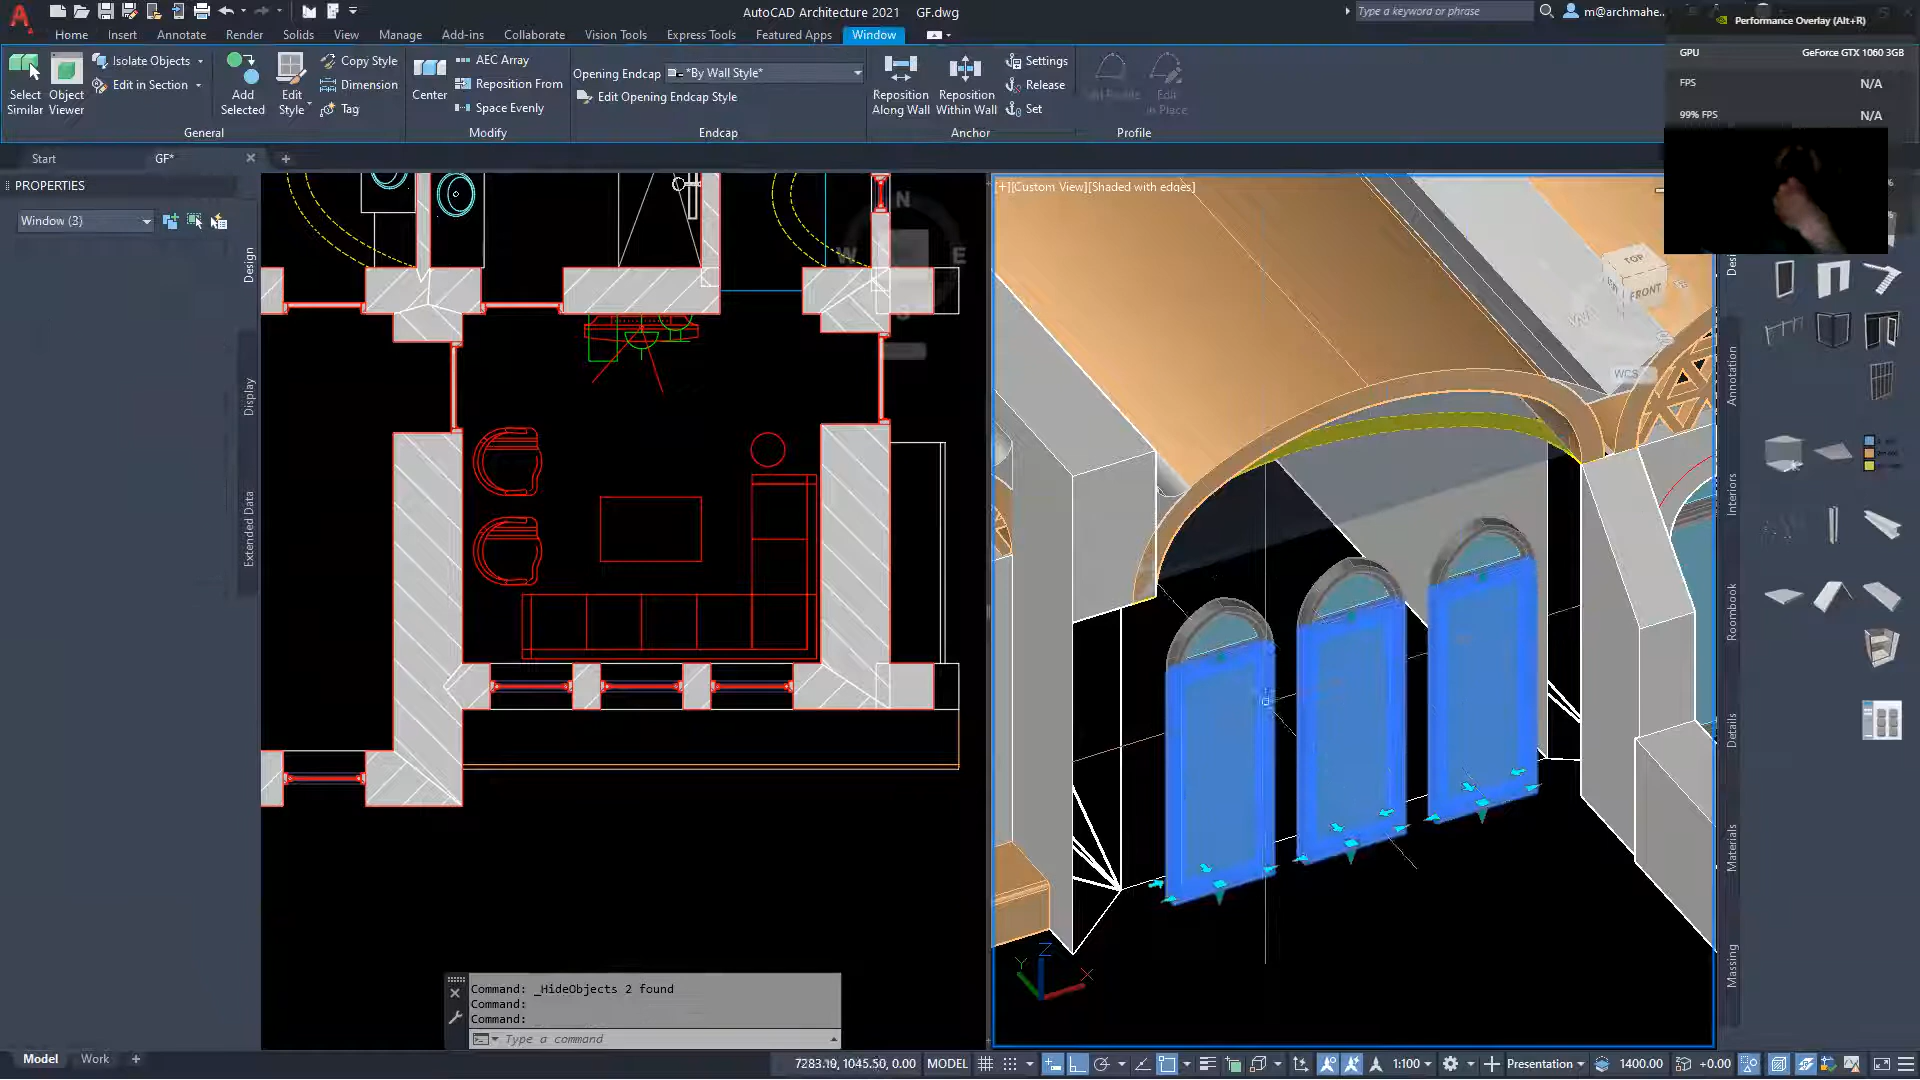 AutoCAD Architecture 2021 GF.dwg
Type a keyword or phrase
m@archmahe...
Performance Overlay (Alt+R)
Home Insert Annotate Render Solids View Manage Add-ins Collaborate Vision Tools Express Tools Featured Apps Window
GPU GeForce GTX 1060 3GB
FPS N/A
99% FPS N/A
Select Similar
Object Viewer
Isolate Objects
Edit in Section
Add Selected
Edit Style
Copy Style
Dimension
Tag
General
Center
AEC Array
Reposition From
Space Evenly
Modify
Opening Endcap *By Wall Style*
Edit Opening Endcap Style
Endcap
Reposition Along Wall
Reposition Within Wall
Settings
Release
Set
Anchor
Edit in Place
Profile
Start GF*
PROPERTIES
Window (3)
Design
Display
Extended Data
N
W E
S
[+][Custom View][Shaded with edges]
TOP
FRONT
WCS
Annotation
Interiors
Roombook
Details
Materials
Massing
Z
Y
X
Command: _HideObjects 2 found
Command:
Command:
Type a command
Model Work +
7283.10, 1045.50, 0.00 MODEL 1:100 Presentation 1400.00 +0.00